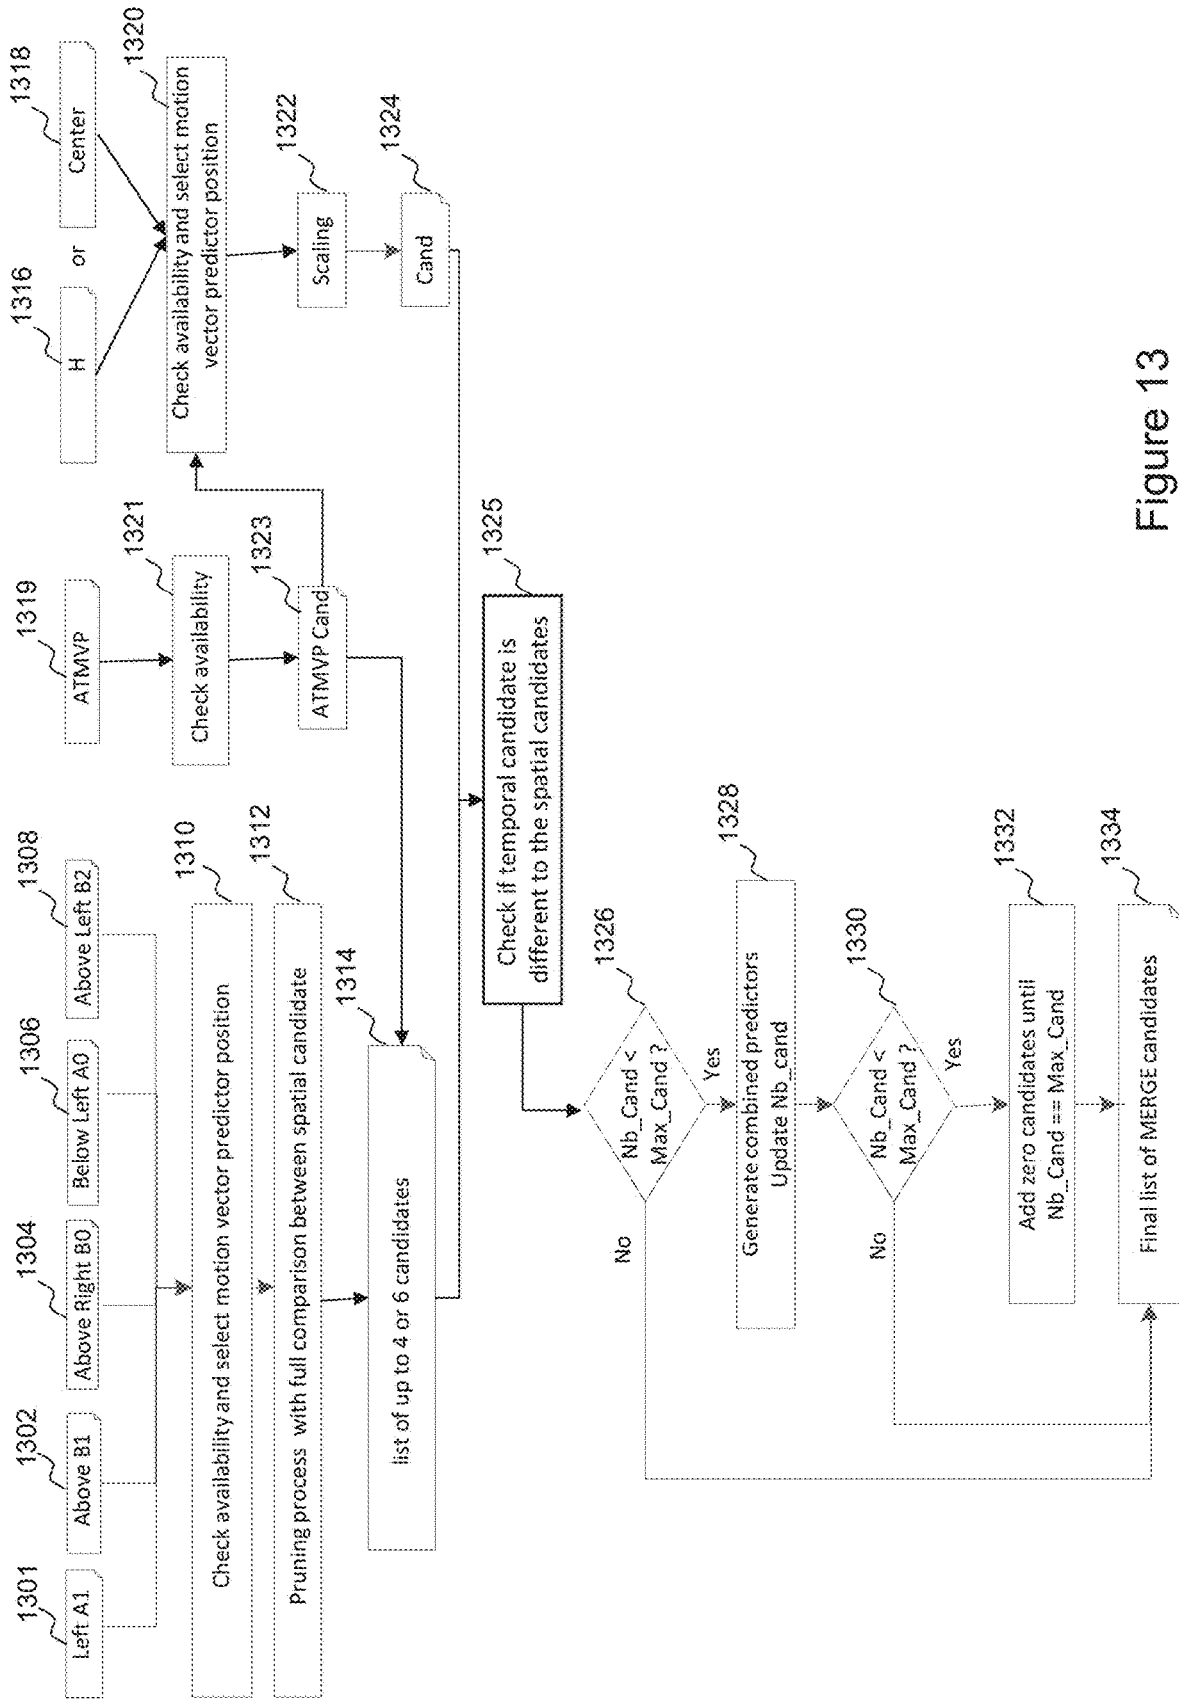 1301
1302
1304
1306
1308
1319
1316
1318
Left A1
Above B1
Above Right B0
Below Left A0
Above Left B2
ATMVP
H
or
Center
1310
1321
1320
Check availability and select motion vector predictor position
Check availability
Check availability and select motion
vector predictor position
1312
1323
1322
Pruning process with full comparison between spatial candidate
ATMVP Cand
Scaling
1314
1324
list of up to 4 or 6 candidates
Cand
1325
Check if temporal candidate is
different to the spatial candidates
1326
Nb_Cand <
Max_Cand ?
No
Yes
1328
Generate combined predictors
Update Nb_cand
1330
Nb_Cand <
Max_Cand ?
No
Yes
1332
Add zero candidates until
Nb_Cand == Max_Cand
1334
Final list of MERGE candidates
Figure 13